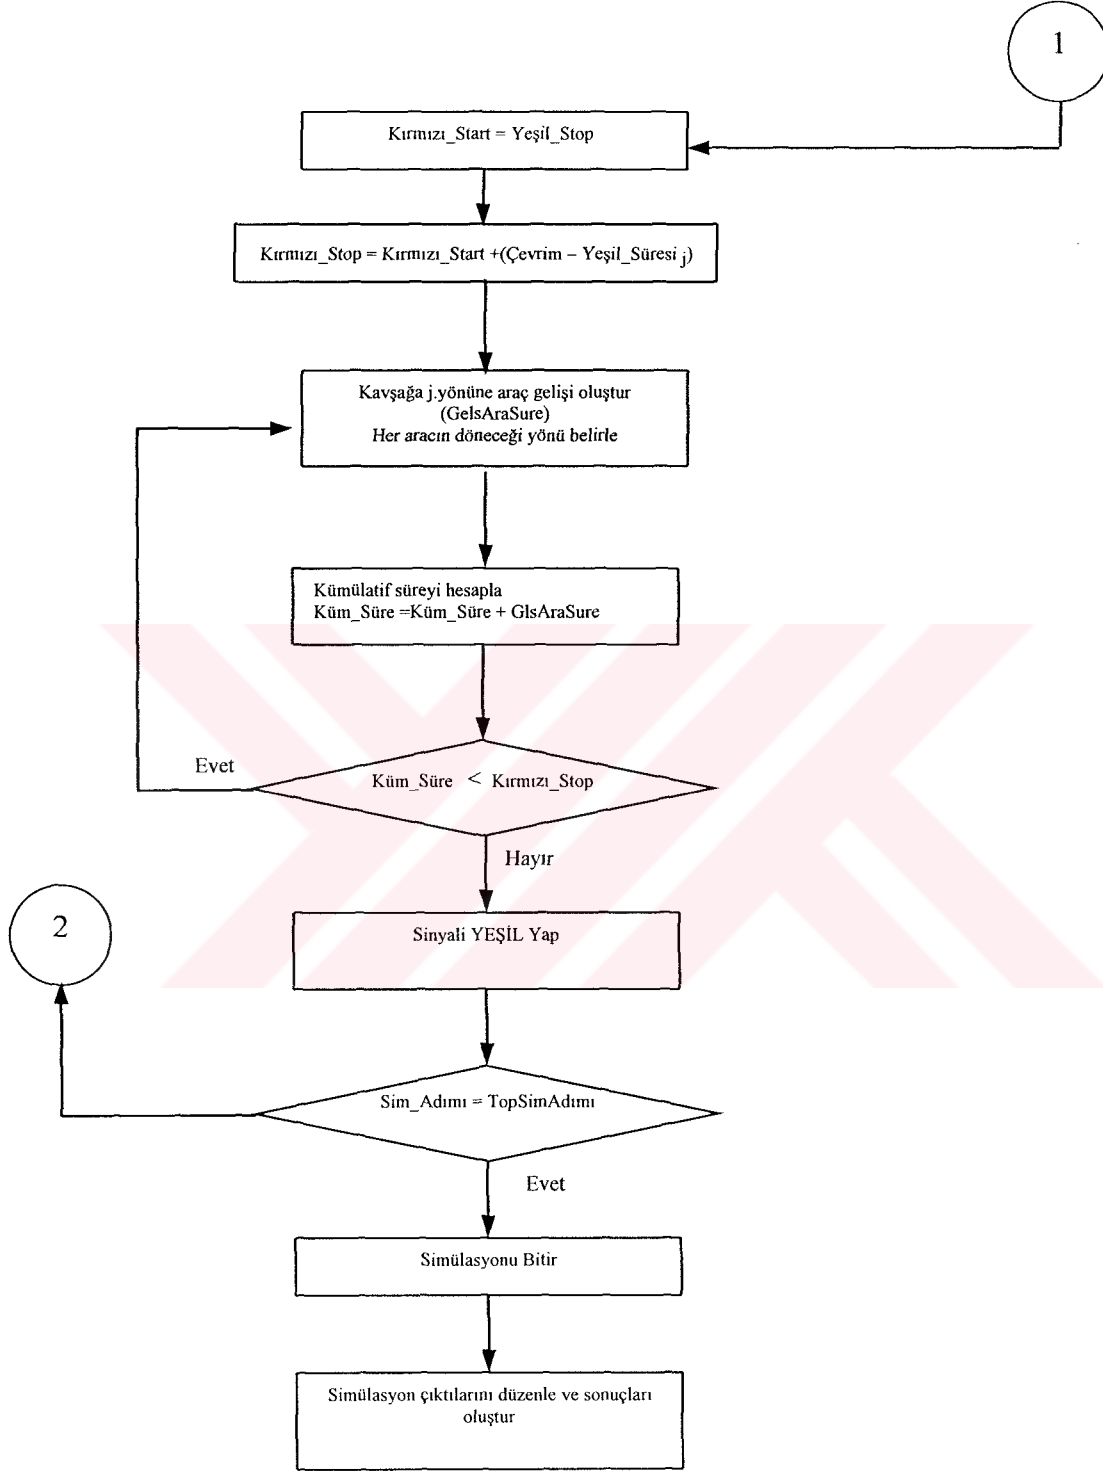 1
Kırmızı_Start = Yeşil_Stop
Kırmızı_Stop = Kırmızı_Start +(Çevrim – Yeşil_Süresi j)
Kavşağa j.yönüne araç gelişi oluştur
(GelsAraSure)
Her aracın döneceği yönü belirle
Kümülatif süreyi hesapla
Küm_Süre =Küm_Süre + GlsAraSure
Evet
Küm_Süre < Kırmızı_Stop
Hayır
2
Sinyali YEŞİL Yap
Sim_Adımı = TopSimAdımı
Evet
Simülasyonu Bitir
Simülasyon çıktılarını düzenle ve sonuçları
oluştur